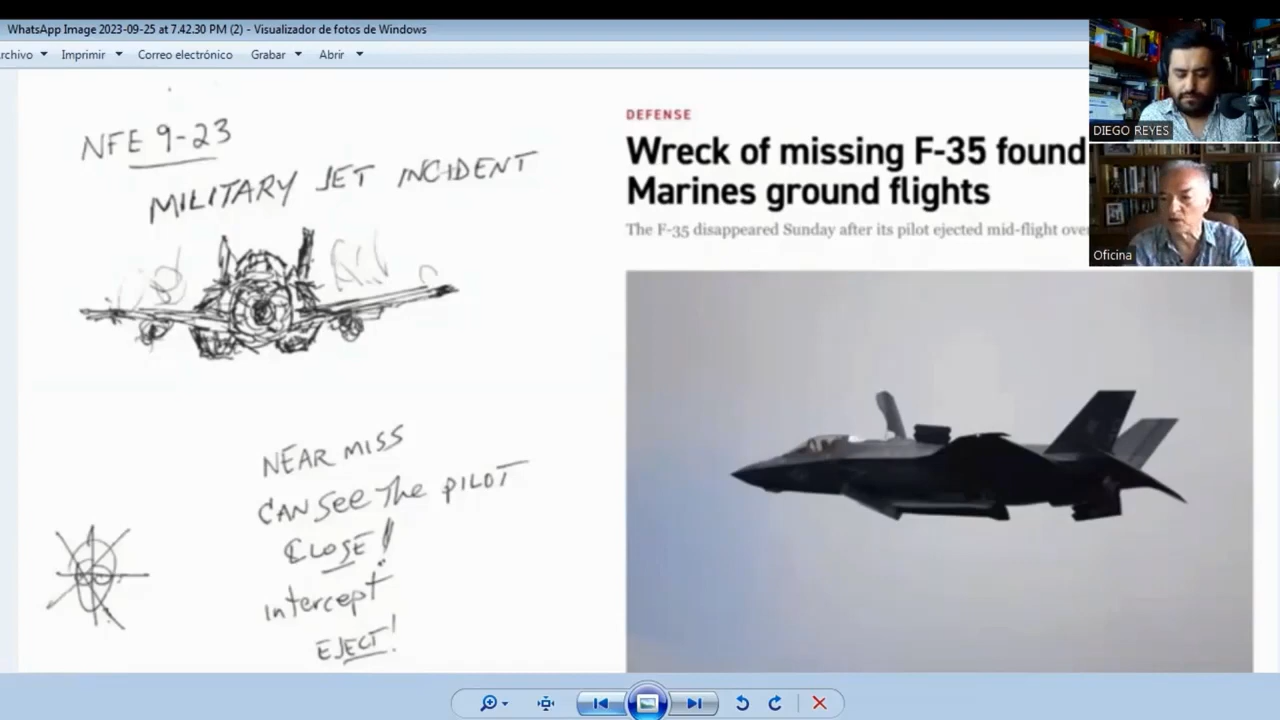 WhatsApp Image 2023-09-25 at 7.42.30 PM (2) - Visualizador de fotos de Windows
rchivo Imprimir Correo electrónico Grabar Abrir
NFE 9-23
MILITARY JET INCIDENT
NEAR MISS
CAN See The PILOT
CLOSE!
Intercept
EJECT!
DEFENSE
Wreck of missing F-35 found
Marines ground flights
The F-35 disappeared Sunday after its pilot ejected mid-flight ove
DIEGO REYES
Oficina